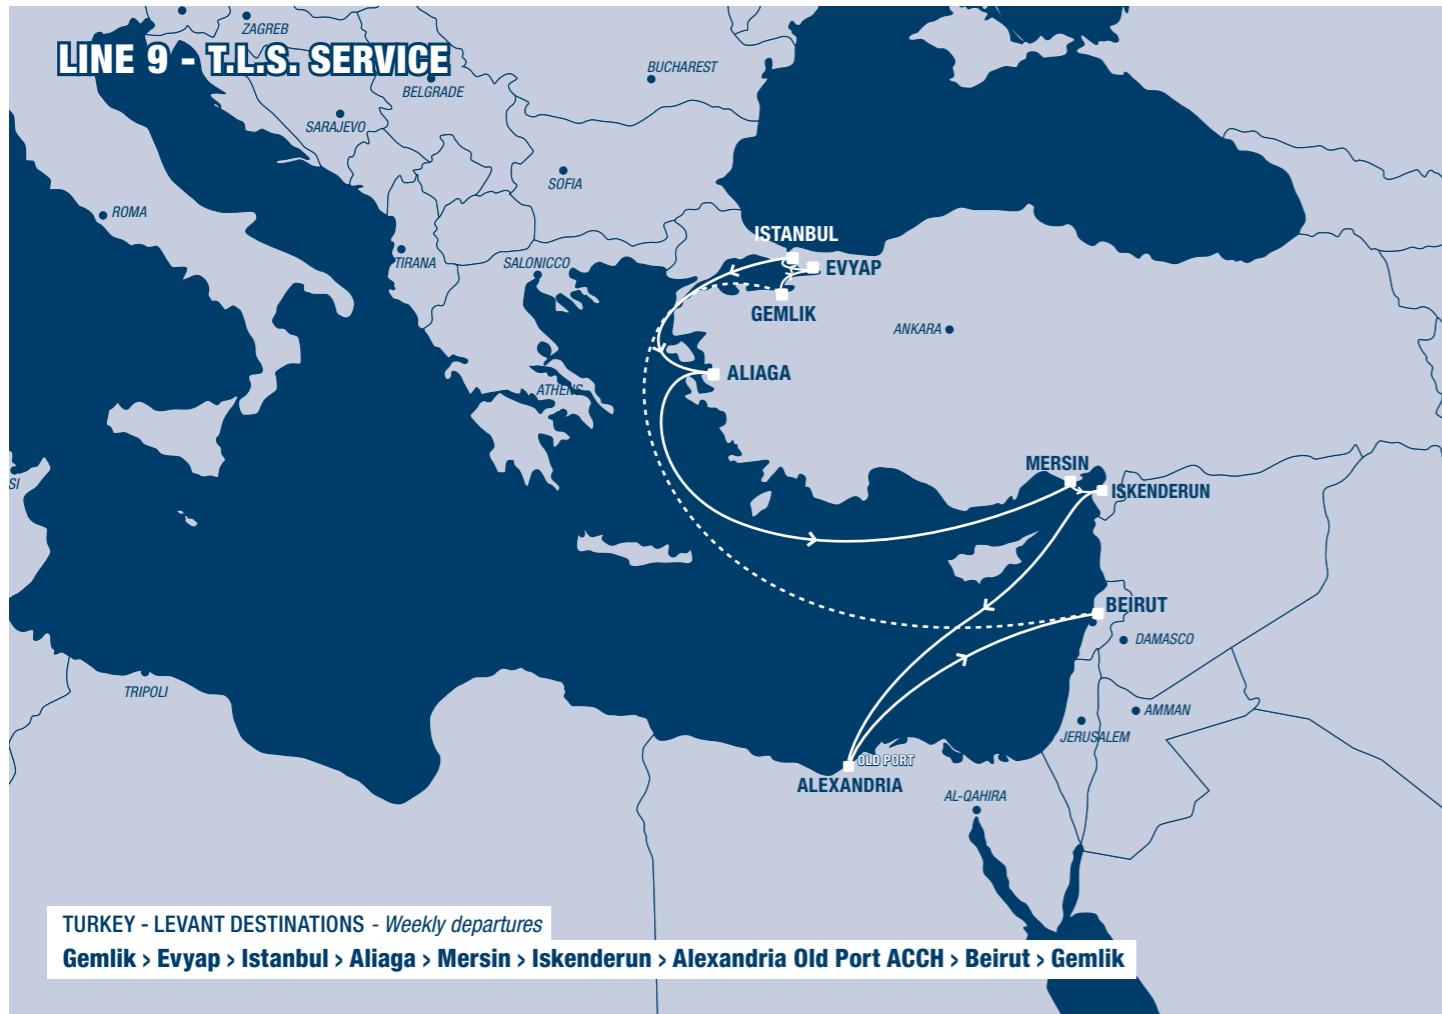 ZAGREB
LINE 9 - T.L.S. SERVICE
BUCHAREST
BELGRADE
SARAJEVO
SOFIA
ROMA
ISTANBUL
TIRANA
SALONICCO
EVYAP
GEMLIK
ANKARA
ALIAGA
ATHENS
MERSIN
SI
ISKENDERUN
BEIRUT
DAMASCO
TRIPOLI
AMMAN
JERUSALEM
OLD PORT
ALEXANDRIA
AL-QAHIRA
TURKEY - LEVANT DESTINATIONS - Weekly departures
Gemlik › Evyap › Istanbul › Aliaga › Mersin › Iskenderun › Alexandria Old Port ACCH › Beirut › Gemlik